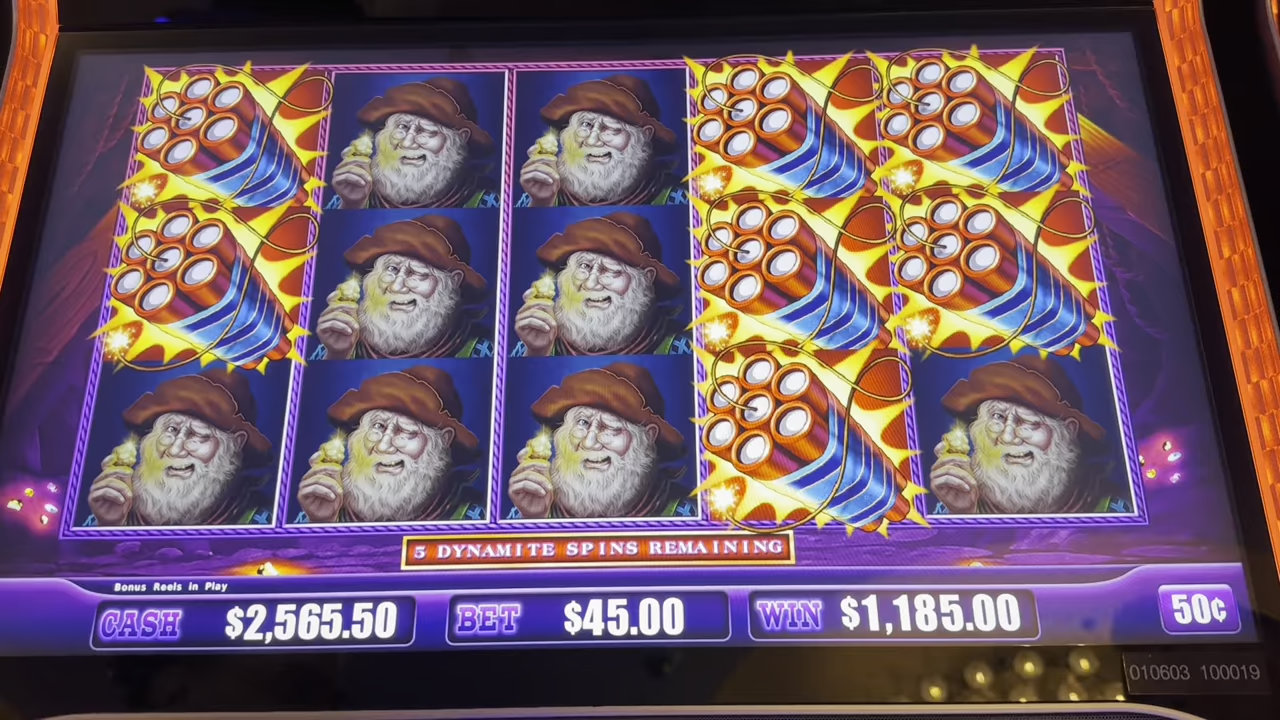 5 DYNAMITE SPINS REMAINING
Bonus Reels in Play
CASH $2,565.50 BET $45.00 WIN $1,185.00 50¢
010603 100019